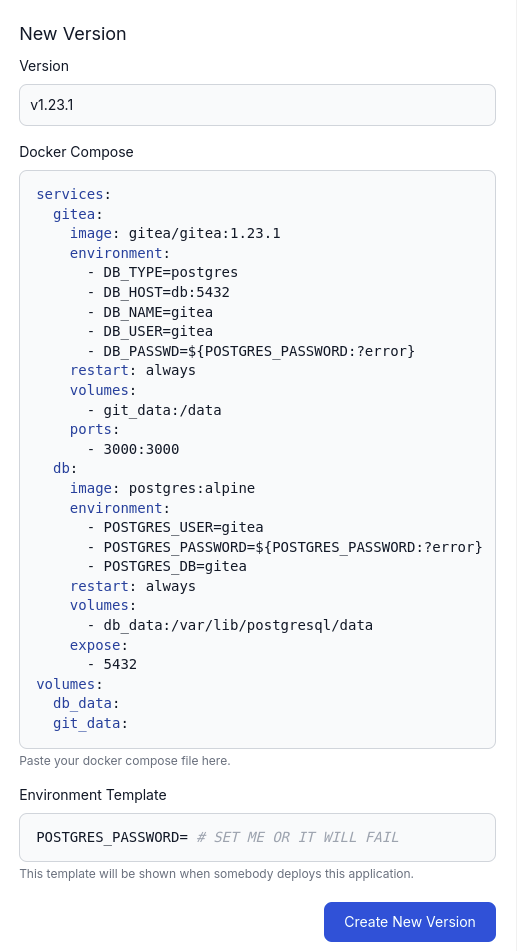 New Version
Version
v1.23.1
Docker Compose
services:
  gitea:
    image: gitea/gitea:1.23.1
    environment:
      - DB_TYPE=postgres
      - DB_HOST=db:5432
      - DB_NAME=gitea
      - DB_USER=gitea
      - DB_PASSWD=${POSTGRES_PASSWORD:?error}
    restart: always
    volumes:
      - git_data:/data
    ports:
      - 3000:3000
  db:
    image: postgres:alpine
    environment:
      - POSTGRES_USER=gitea
      - POSTGRES_PASSWORD=${POSTGRES_PASSWORD:?error}
      - POSTGRES_DB=gitea
    restart: always
    volumes:
      - db_data:/var/lib/postgresql/data
    expose:
      - 5432
volumes:
  db_data:
  git_data:
Paste your docker compose file here.
Environment Template
POSTGRES_PASSWORD= # SET ME OR IT WILL FAIL
This template will be shown when somebody deploys this application.
Create New Version